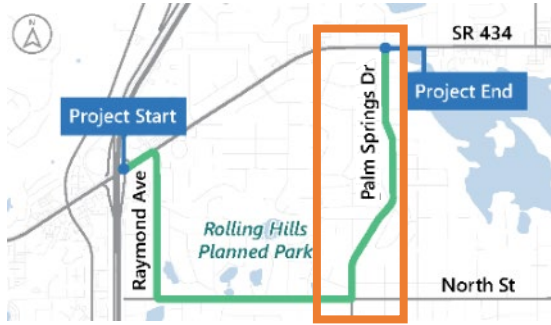 N
SR 434
Project End
Project Start
Palm Springs Dr
Raymond Ave
Rolling Hills
Planned Park
North St